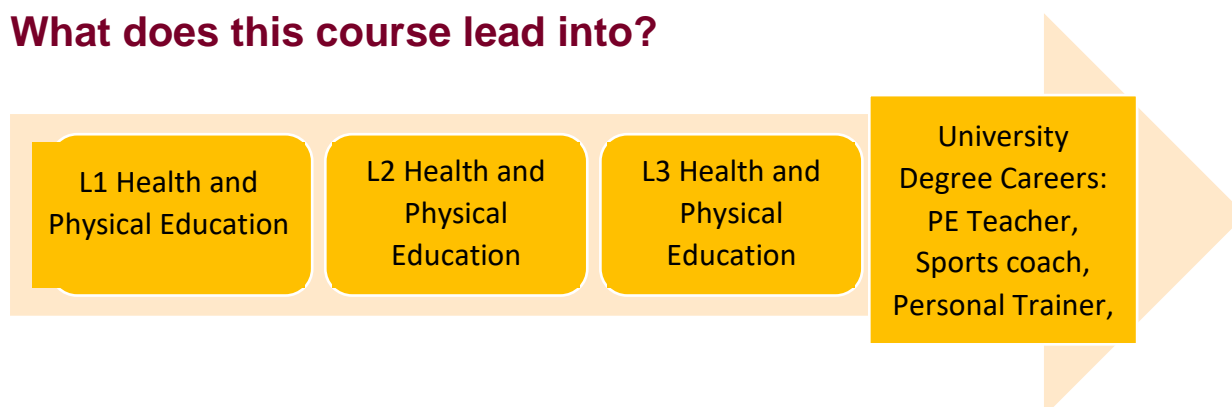 What does this course lead into?
L1 Health and
Physical Education
L2 Health and
Physical
Education
L3 Health and
Physical
Education
University
Degree Careers:
PE Teacher,
Sports coach,
Personal Trainer,